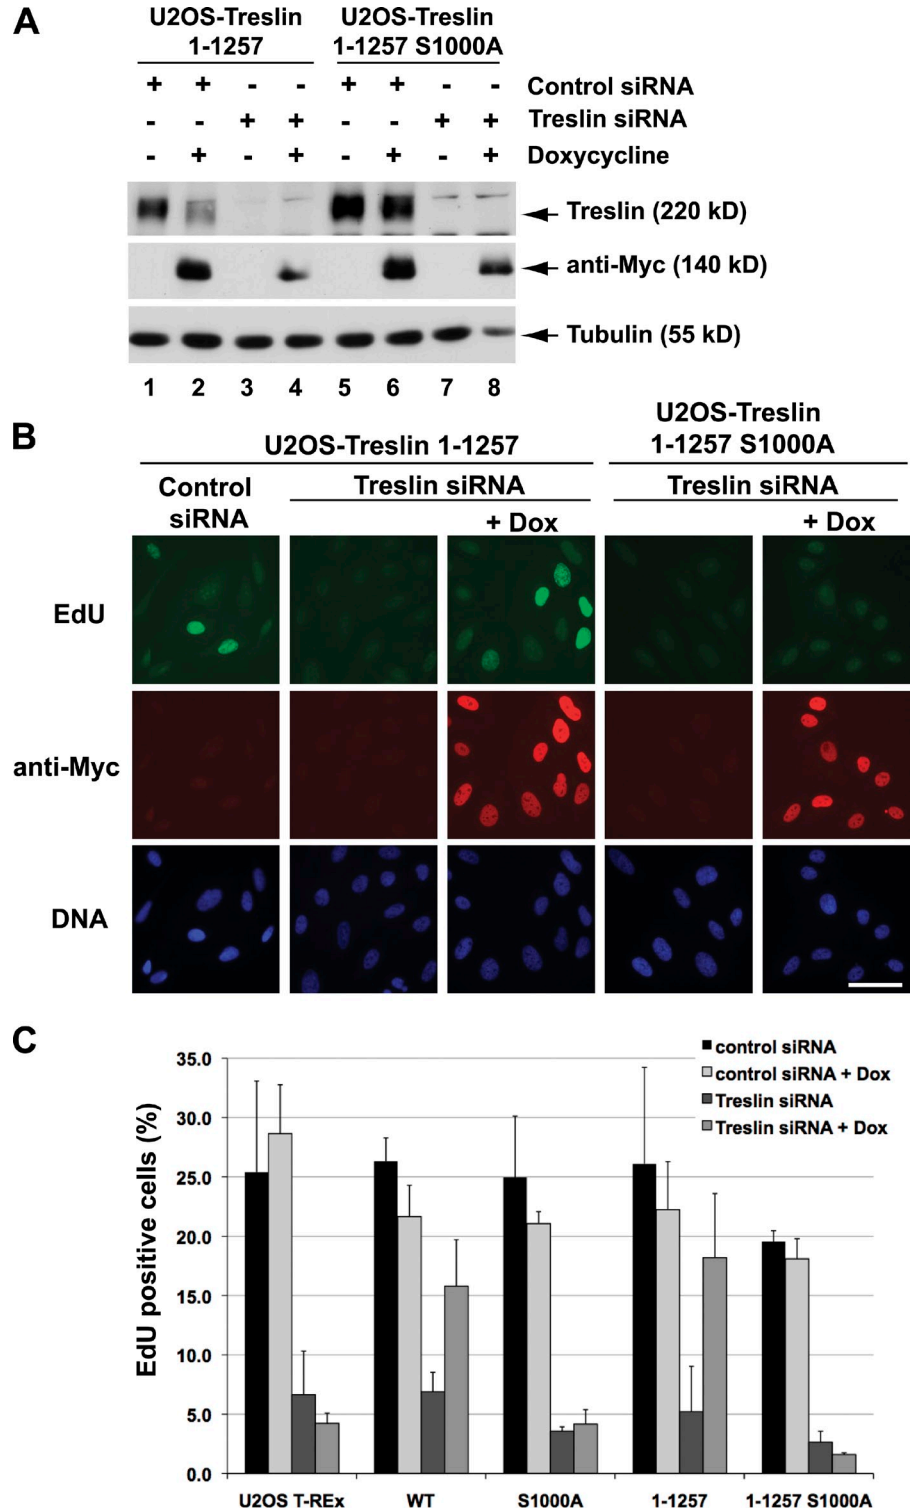 A
U2OS-Treslin
1-1257
U2OS-Treslin
1-1257 S1000A
+ + - - + + - - Control siRNA
- - + + - - + + Treslin siRNA
- + - + - + - + Doxycycline
Treslin (220 kD)
anti-Myc (140 kD)
Tubulin (55 kD)
1 2 3 4 5 6 7 8
B
U2OS-Treslin 1-1257
U2OS-Treslin
1-1257 S1000A
Control
siRNA
Treslin siRNA
Treslin siRNA
+ Dox
+ Dox
EdU
anti-Myc
DNA
C
EdU positive cells (%)
35.0
30.0
25.0
20.0
15.0
10.0
5.0
0.0
control siRNA
control siRNA + Dox
Treslin siRNA
Treslin siRNA + Dox
U2OS T-REx WT S1000A 1-1257 1-1257 S1000A